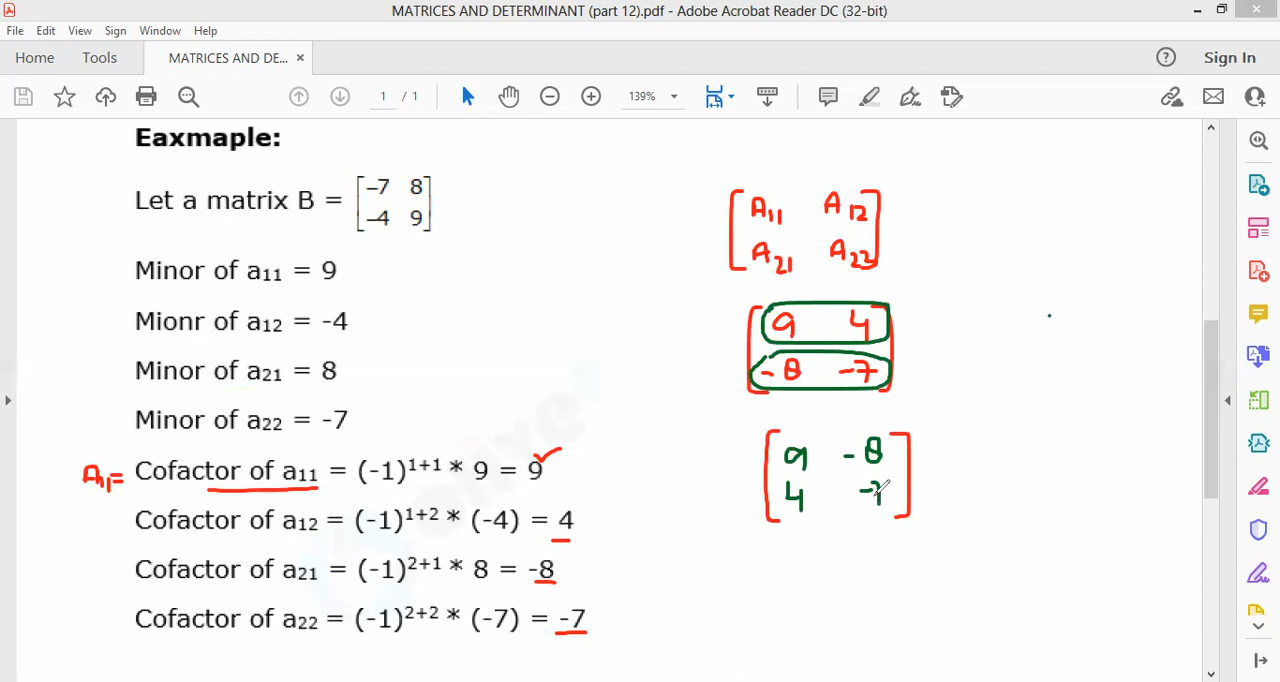 MATRICES AND DETERMINANT (part 12).pdf - Adobe Acrobat Reader DC (32-bit)
File Edit View Sign Window Help
Home Tools MATRICES AND DE... × Sign In
1 / 1 139%
Eaxmaple:
Let a matrix B = [-7 8
-4 9]
Minor of a11 = 9
Mionr of a12 = -4
Minor of a21 = 8
Minor of a22 = -7
A11= Cofactor of a11 = (-1)^1+1 * 9 = 9
Cofactor of a12 = (-1)^1+2 * (-4) = 4
Cofactor of a21 = (-1)^2+1 * 8 = -8
Cofactor of a22 = (-1)^2+2 * (-7) = -7
[A11 A12
A21 A22]
[9 4
-8 -7]
[9 -8
4 -7]